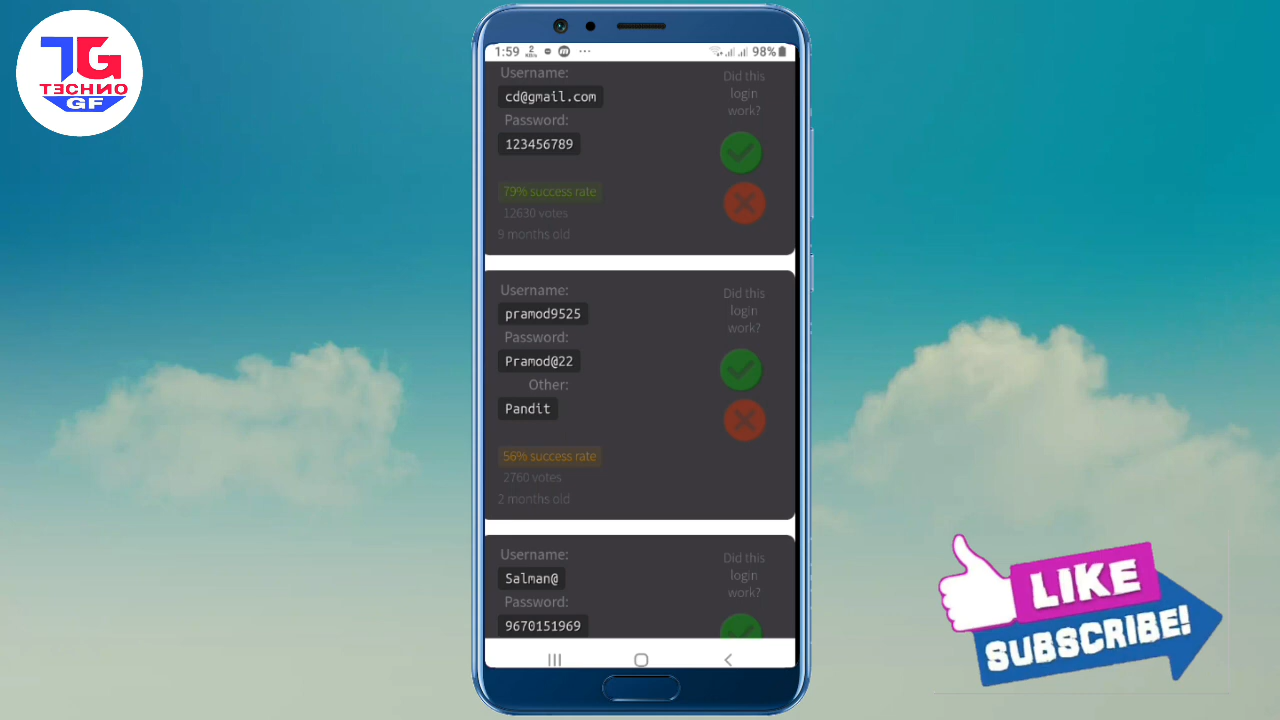 TG
TECHNO
GF
1:59 2 KB/s m ... 98%
Username:
cd@gmail.com
Password:
123456789
79% success rate
12630 votes
9 months old
Did this
login
work?
Username:
pramod9525
Password:
Pramod@22
Other:
Pandit
56% success rate
2760 votes
2 months old
Did this
login
work?
Username:
Salman@
Password:
9670151969
Did this
login
work?
LIKE
SUBSCRIBE!